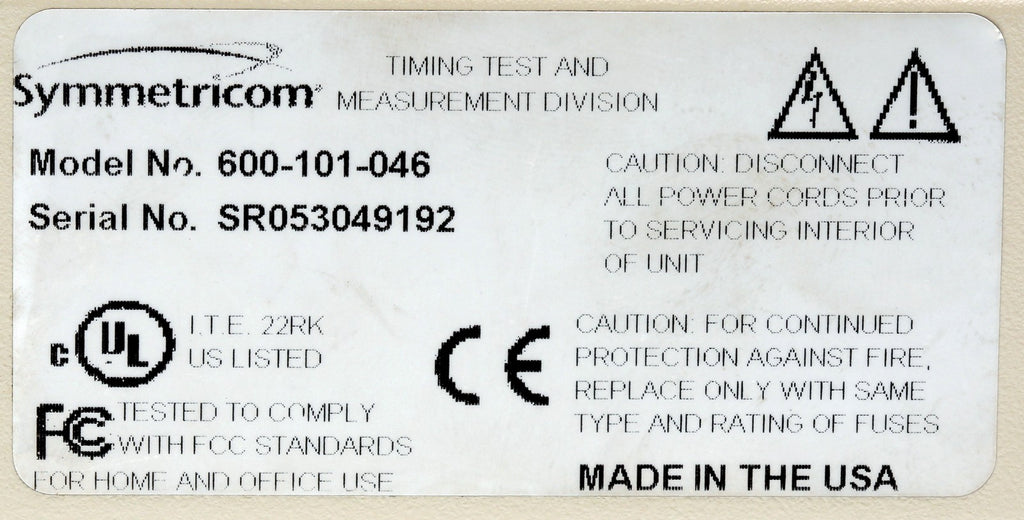 Symmetricom®
TIMING TEST AND
MEASUREMENT DIVISION
Model No. 600-101-046
Serial No. SR053049192
CAUTION: DISCONNECT
ALL POWER CORDS PRIOR
TO SERVICING INTERIOR
OF UNIT
C UL I.T.E. 22RK
US LISTED
FC TESTED TO COMPLY
WITH FCC STANDARDS
FOR HOME AND OFFICE USE
CE
CAUTION: FOR CONTINUED
PROTECTION AGAINST FIRE,
REPLACE ONLY WITH SAME
TYPE AND RATING OF FUSES
MADE IN THE USA